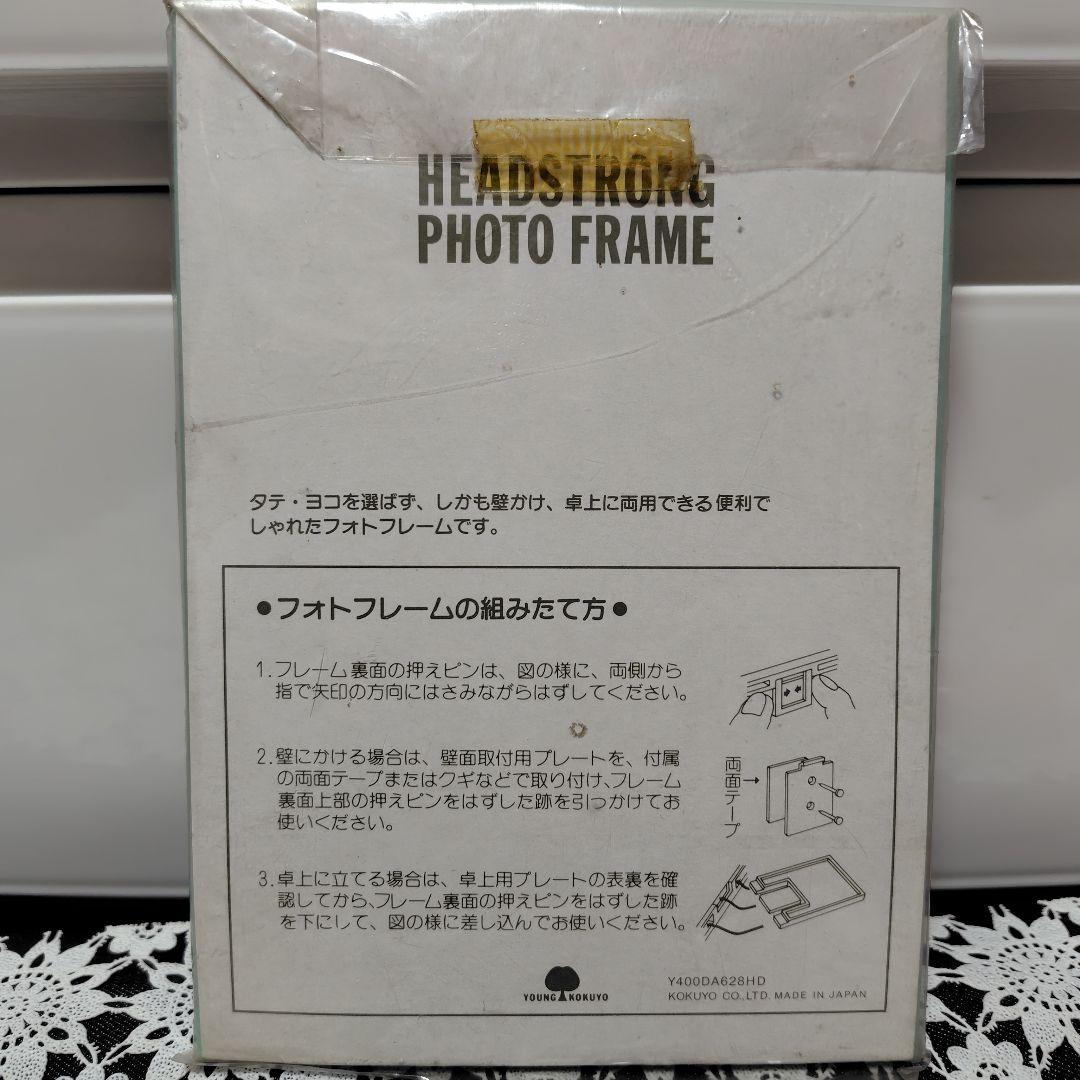 HEADSTRONG
PHOTO FRAME
タテ・ヨコを選ばず、しかも壁かけ、卓上に両用できる便利で
しゃれたフォトフレームです。
●フォトフレームの組みたて方●
1.フレーム裏面の押えピンは、図の様に、両側から
指で矢印の方向にはさみながらはずしてください。
2.壁にかける場合は、壁面取付用プレートを、付属
の両面テープまたはクギなどで取り付け、フレーム
裏面上部の押えピンをはずした跡を引っかけてお
使いください。
両面テープ→
3.卓上に立てる場合は、卓上用プレートの表裏を確
認してから、フレーム裏面の押えピンをはずした跡
を下にして、図の様に差し込んでお使いください。
YOUNG KOKUYO
Y400DA628HD
KOKUYO CO.,LTD. MADE IN JAPAN